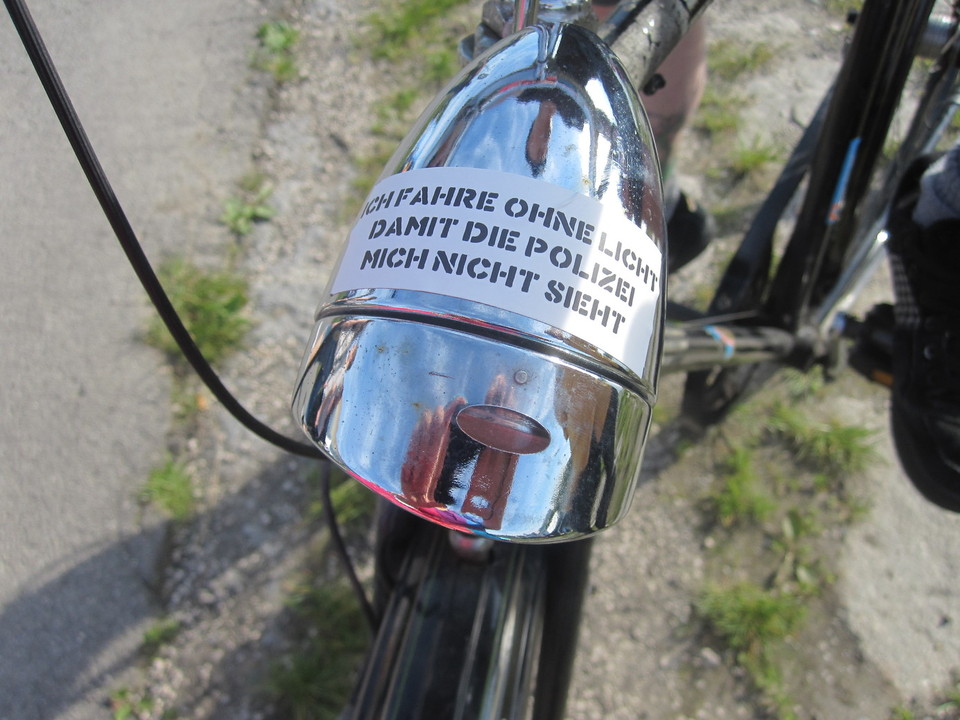 ICH FAHRE OHNE LICHT
DAMIT DIE POLIZEI
MICH NICHT SIEHT